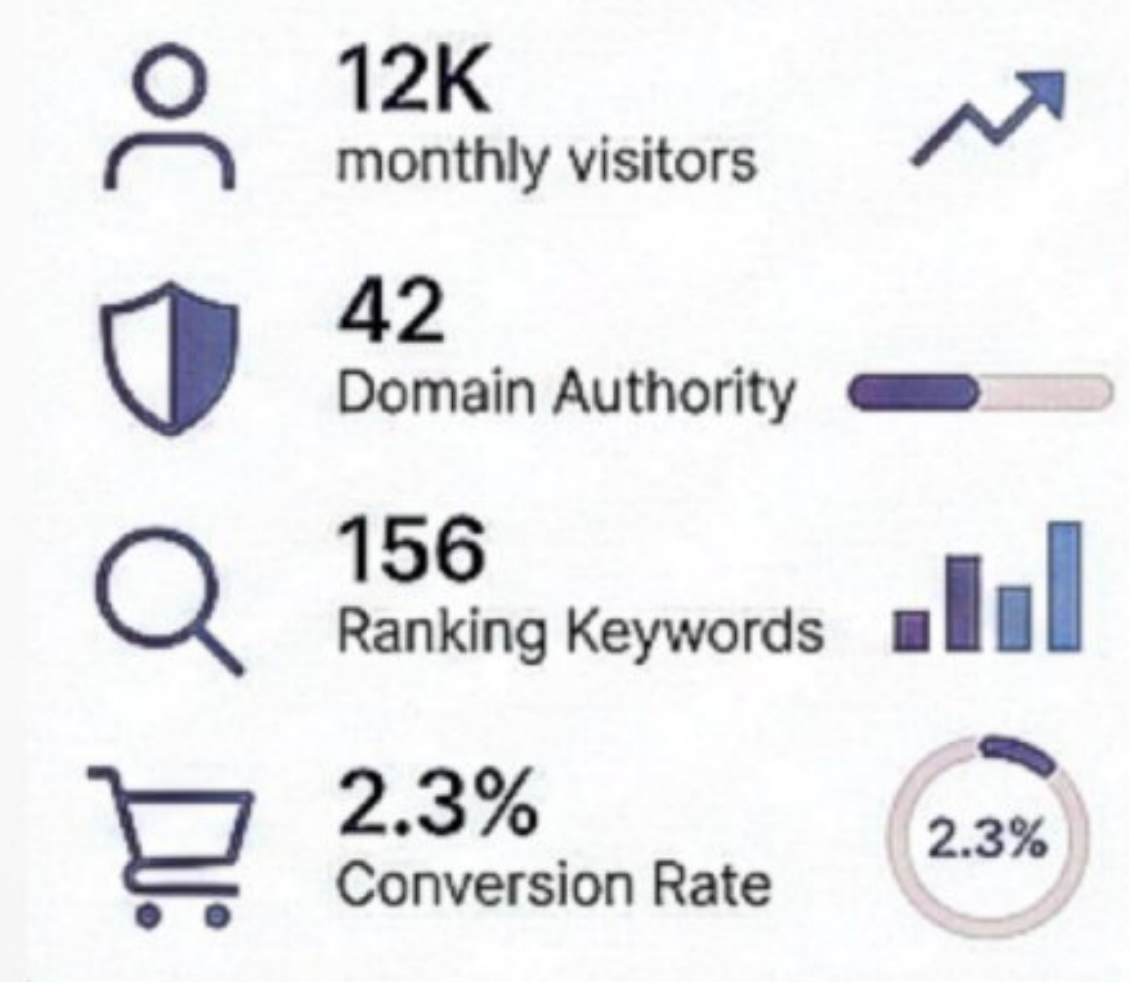 12K
monthly visitors
42
Domain Authority
156
Ranking Keywords
2.3%
Conversion Rate
2.3%